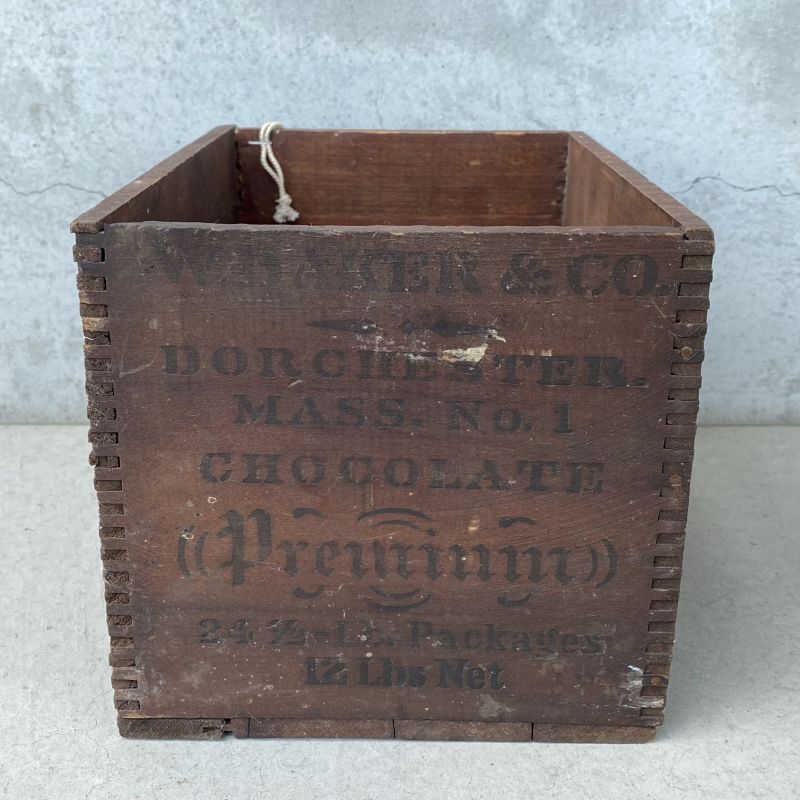 W. BAKER & CO.
DORCHESTER.
MASS. No. 1
CHOCOLATE
((Premium))
24 ½-Lb. Packages
12 Lbs Net